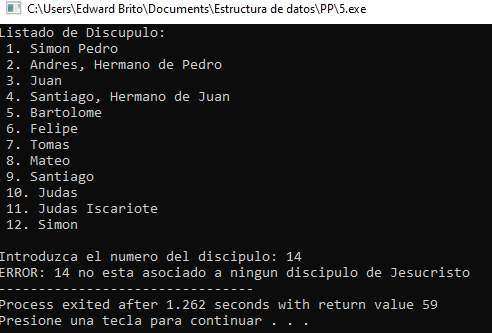 C:\Users\Edward Brito\Documents\Estructura de datos\PP\5.exe
Listado de Discupulo:
1. Simon Pedro
2. Andres, Hermano de Pedro
3. Juan
4. Santiago, Hermano de Juan
5. Bartolome
6. Felipe
7. Tomas
8. Mateo
9. Santiago
10. Judas
11. Judas Iscariote
12. Simon
Introduzca el numero del discipulo: 14
ERROR: 14 no esta asociado a ningun discipulo de Jesucristo
--------------------------------
Process exited after 1.262 seconds with return value 59
Presione una tecla para continuar . . .